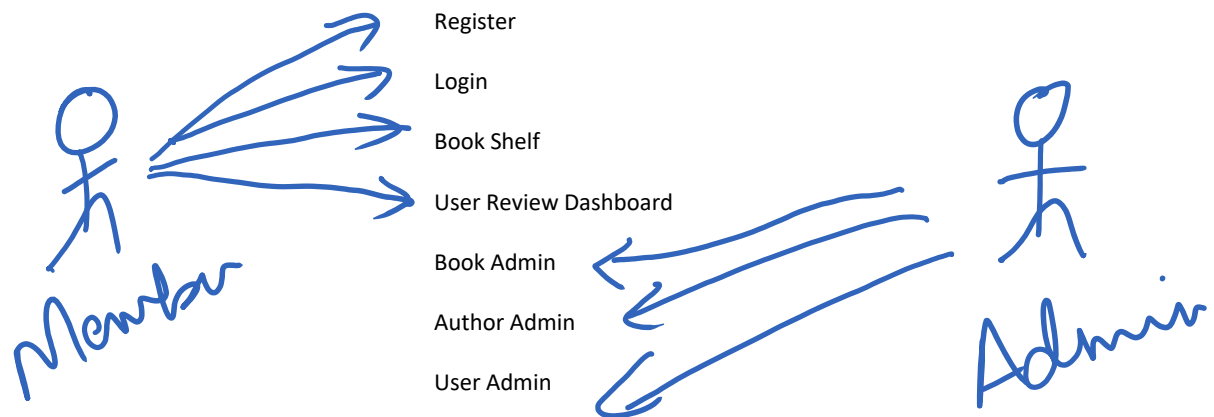 Register
Login
Book Shelf
User Review Dashboard
Book Admin
Author Admin
User Admin
Member
Admin